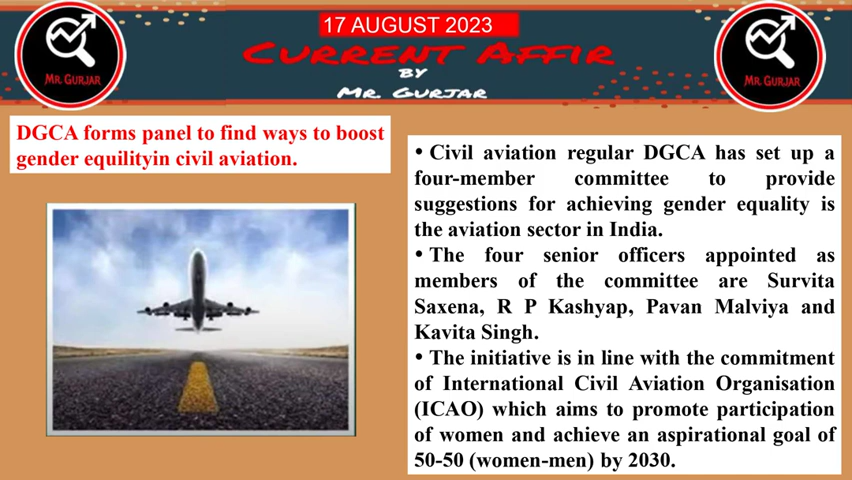 17 AUGUST 2023
CURRENT AFFIR
BY
MR. GURJAR
MR. GURJAR
MR. GURJAR
DGCA forms panel to find ways to boost
gender equilityin civil aviation.
• Civil aviation regular DGCA has set up a
four-member committee to provide
suggestions for achieving gender equality is
the aviation sector in India.
• The four senior officers appointed as
members of the committee are Survita
Saxena, R P Kashyap, Pavan Malviya and
Kavita Singh.
• The initiative is in line with the commitment
of International Civil Aviation Organisation
(ICAO) which aims to promote participation
of women and achieve an aspirational goal of
50-50 (women-men) by 2030.